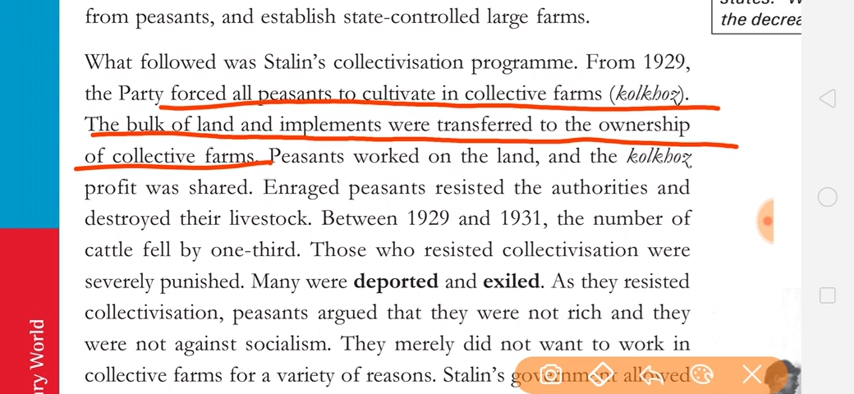 from peasants, and establish state-controlled large farms.
the decrea
What followed was Stalin's collectivisation programme. From 1929,
the Party forced all peasants to cultivate in collective farms (kolkhoz).
The bulk of land and implements were transferred to the ownership
of collective farms. Peasants worked on the land, and the kolkhoz
profit was shared. Enraged peasants resisted the authorities and
destroyed their livestock. Between 1929 and 1931, the number of
cattle fell by one-third. Those who resisted collectivisation were
severely punished. Many were deported and exiled. As they resisted
collectivisation, peasants argued that they were not rich and they
were not against socialism. They merely did not want to work in
collective farms for a variety of reasons. Stalin's government allowed
ry World